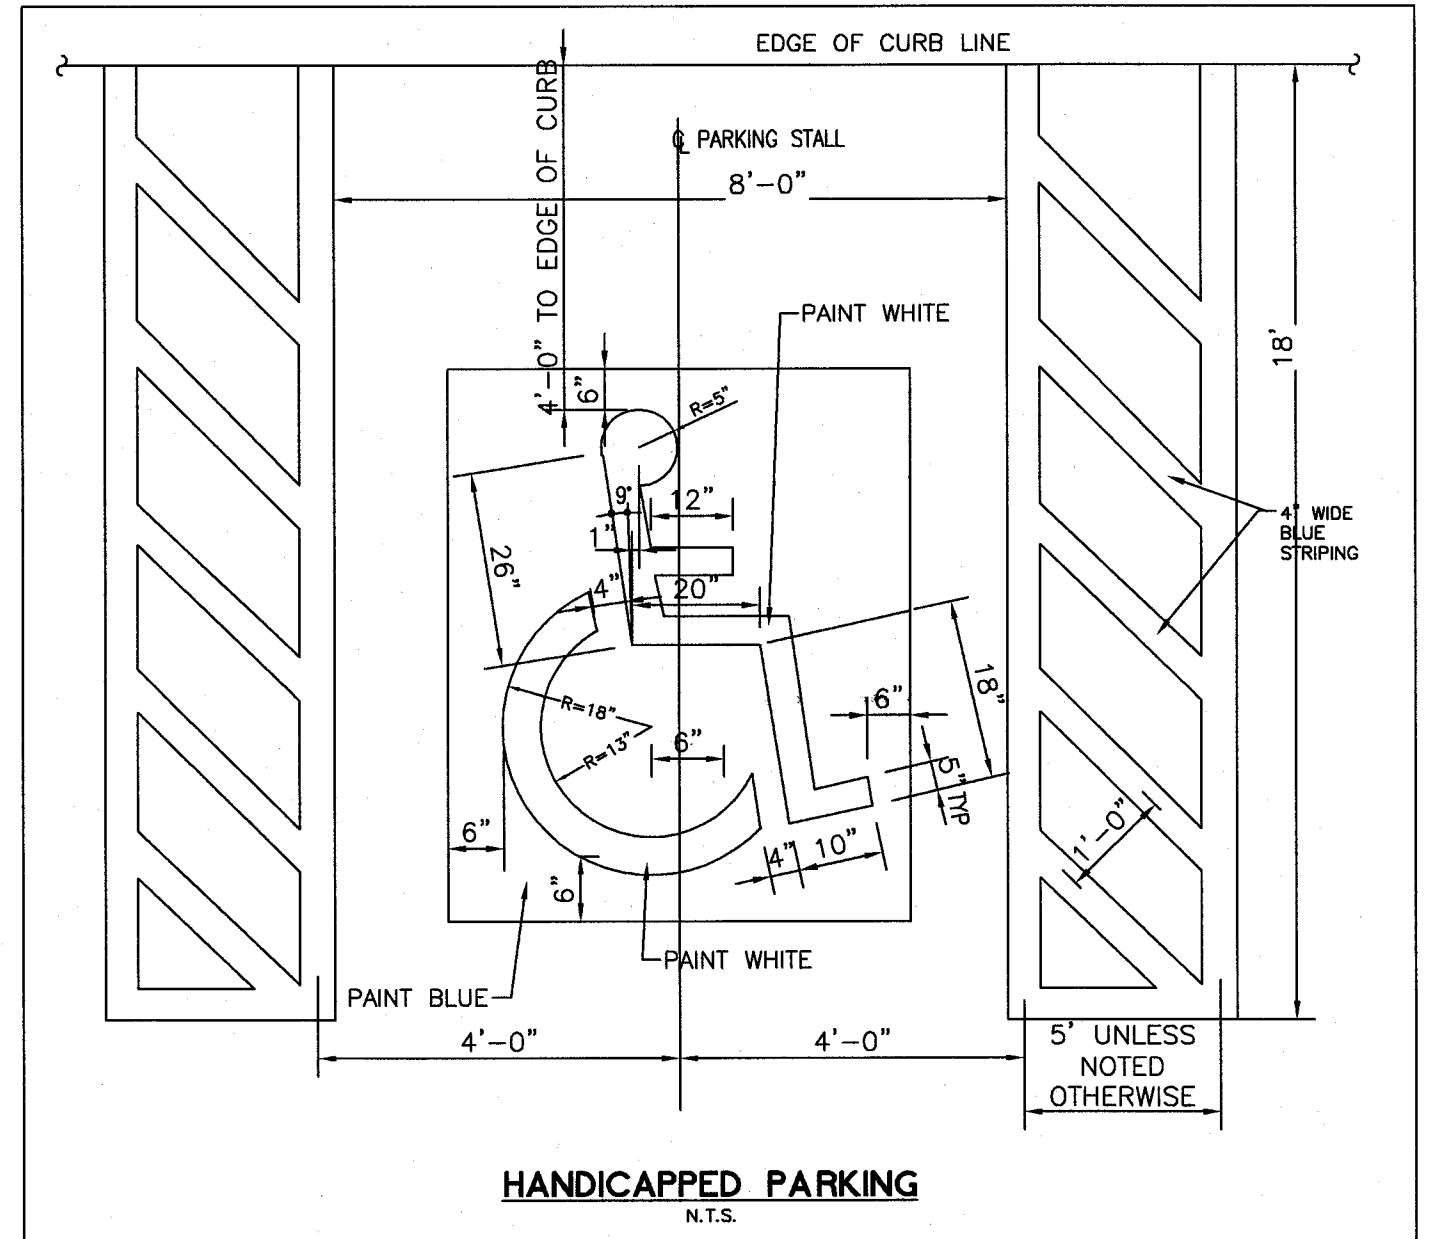 EDGE OF CURB LINE
4'-0" TO EDGE OF CURB
℄ PARKING STALL
8'-0"
PAINT WHITE
18'
6"
R=5"
9°
12"
1"
26"
4"
20"
4" WIDE
BLUE
STRIPING
18"
6"
R=18"
R=13"
6"
5" TYP
1'-0"
6"
4"
10"
6"
PAINT WHITE
PAINT BLUE
4'-0"
4'-0"
5' UNLESS
NOTED
OTHERWISE
HANDICAPPED PARKING
N.T.S.